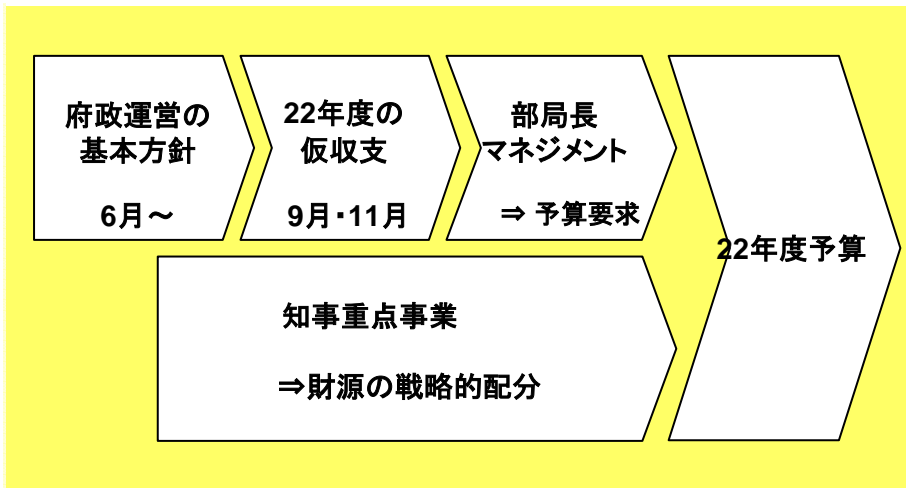 府政運営の
基本方針
6月～
22年度の
仮収支
9月・11月
部局長
マネジメント
⇒ 予算要求
知事重点事業
⇒財源の戦略的配分
22年度予算